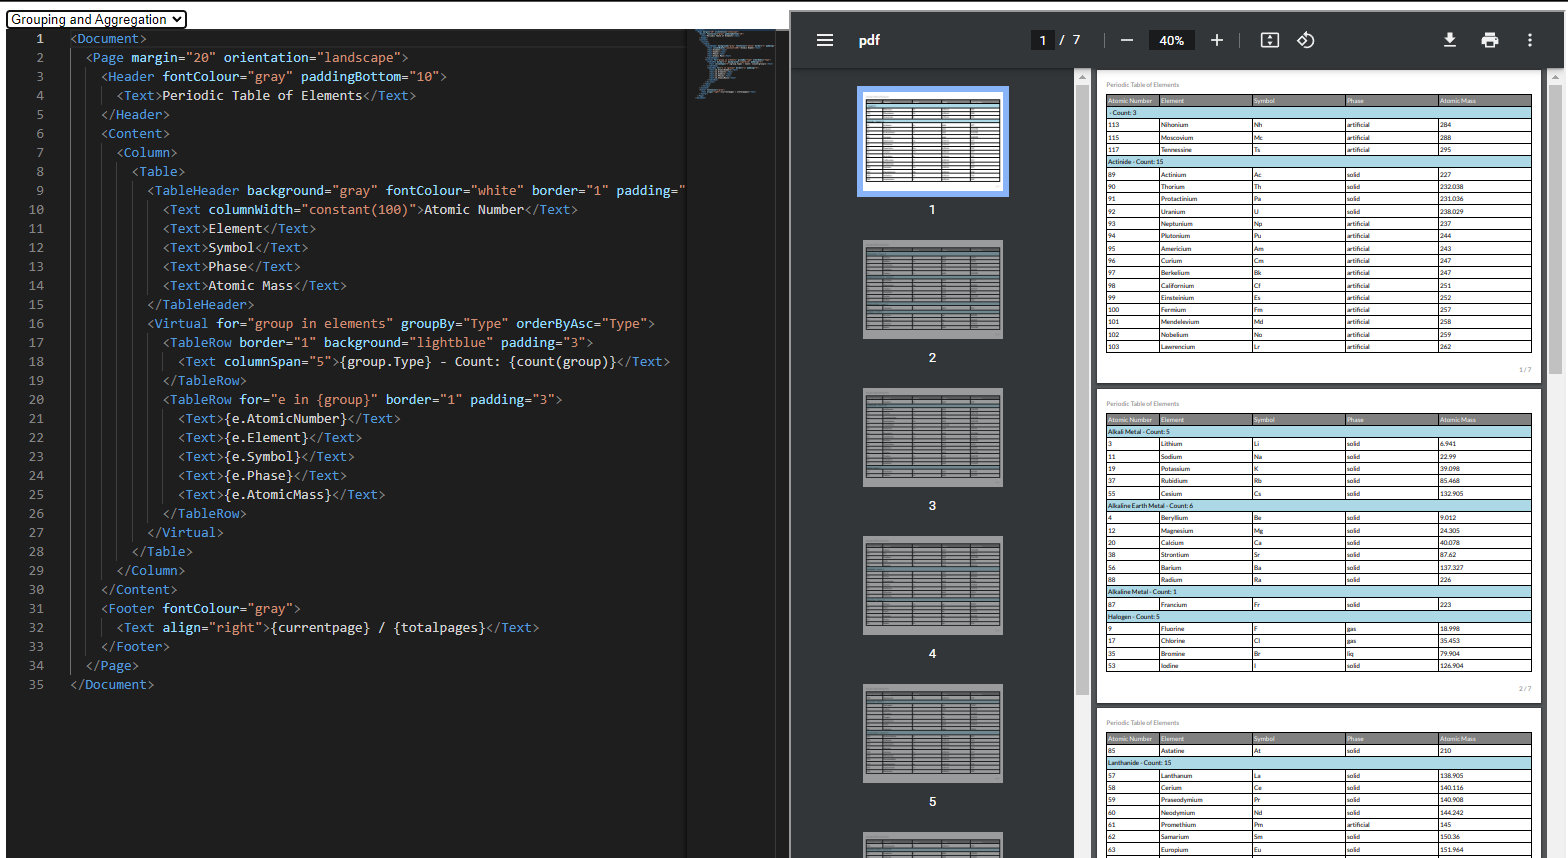 Grouping and Aggregation
1 <Document>
2 <Page margin="20" orientation="landscape">
3 <Header fontColour="gray" paddingBottom="10">
4 <Text>Periodic Table of Elements</Text>
5 </Header>
6 <Content>
7 <Column>
8 <Table>
9 <TableHeader background="gray" fontColour="white" border="1" padding="
10 <Text columnWidth="constant(100)">Atomic Number</Text>
11 <Text>Element</Text>
12 <Text>Symbol</Text>
13 <Text>Phase</Text>
14 <Text>Atomic Mass</Text>
15 </TableHeader>
16 <Virtual for="group in elements" groupBy="Type" orderByAsc="Type">
17 <TableRow border="1" background="lightblue" padding="3">
18 <Text columnSpan="5">{group.Type} - Count: {count(group)}</Text>
19 </TableRow>
20 <TableRow for="e in {group}" border="1" padding="3">
21 <Text>{e.AtomicNumber}</Text>
22 <Text>{e.Element}</Text>
23 <Text>{e.Symbol}</Text>
24 <Text>{e.Phase}</Text>
25 <Text>{e.AtomicMass}</Text>
26 </TableRow>
27 </Virtual>
28 </Table>
29 </Column>
30 </Content>
31 <Footer fontColour="gray">
32 <Text align="right">{currentpage} / {totalpages}</Text>
33 </Footer>
34 </Page>
35 </Document>
pdf 1 / 7 40%
1
2
3
4
5
Periodic Table of Elements
Atomic Number Element Symbol Phase Atomic Mass
- Count: 3
113 Nihonium Nh artificial 284
115 Moscovium Mc artificial 288
117 Tennessine Ts artificial 295
Actinide - Count: 15
89 Actinium Ac solid 227
90 Thorium Th solid 232.038
91 Protactinium Pa solid 231.036
92 Uranium U solid 238.029
93 Neptunium Np artificial 237
94 Plutonium Pu artificial 244
95 Americium Am artificial 243
96 Curium Cm artificial 247
97 Berkelium Bk artificial 247
98 Californium Cf artificial 251
99 Einsteinium Es artificial 252
100 Fermium Fm artificial 257
101 Mendelevium Md artificial 258
102 Nobelium No artificial 259
103 Lawrencium Lr artificial 262
1 / 7
Periodic Table of Elements
Atomic Number Element Symbol Phase Atomic Mass
Alkali Metal - Count: 5
3 Lithium Li solid 6.941
11 Sodium Na solid 22.99
19 Potassium K solid 39.098
37 Rubidium Rb solid 85.468
55 Cesium Cs solid 132.905
Alkaline Earth Metal - Count: 6
4 Beryllium Be solid 9.012
12 Magnesium Mg solid 24.305
20 Calcium Ca solid 40.078
38 Strontium Sr solid 87.62
56 Barium Ba solid 137.327
88 Radium Ra solid 226
Alkaline Metal - Count: 1
87 Francium Fr solid 223
Halogen - Count: 5
9 Fluorine F gas 18.998
17 Chlorine Cl gas 35.453
35 Bromine Br liq 79.904
53 Iodine I solid 126.904
2 / 7
Periodic Table of Elements
Atomic Number Element Symbol Phase Atomic Mass
85 Astatine At solid 210
Lanthanide - Count: 15
57 Lanthanum La solid 138.905
58 Cerium Ce solid 140.116
59 Praseodymium Pr solid 140.908
60 Neodymium Nd solid 144.242
61 Promethium Pm artificial 145
62 Samarium Sm solid 150.36
63 Europium Eu solid 151.964